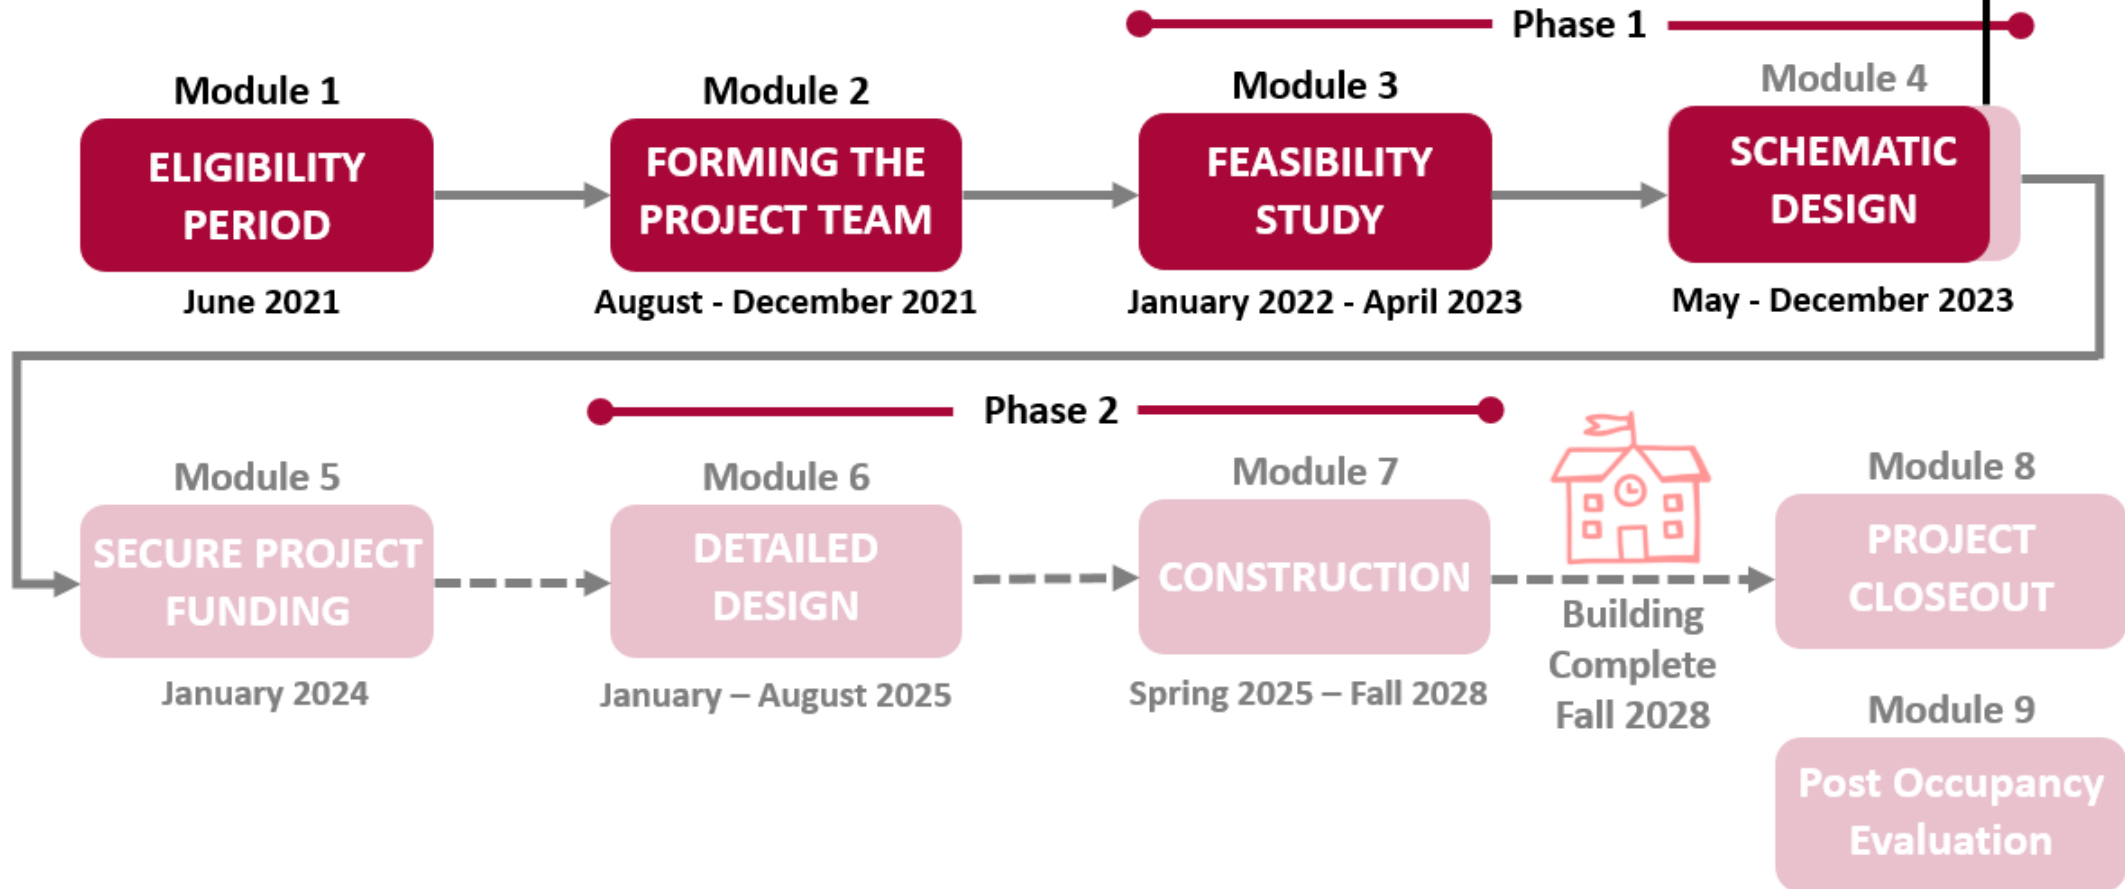 Phase 1
Module 1
ELIGIBILITY
PERIOD
June 2021
Module 2
FORMING THE
PROJECT TEAM
August - December 2021
Module 3
FEASIBILITY
STUDY
January 2022 - April 2023
Module 4
SCHEMATIC
DESIGN
May - December 2023
Phase 2
Module 5
SECURE PROJECT
FUNDING
January 2024
Module 6
DETAILED
DESIGN
January – August 2025
Module 7
CONSTRUCTION
Spring 2025 – Fall 2028
Building
Complete
Fall 2028
Module 8
PROJECT
CLOSEOUT
Module 9
Post Occupancy
Evaluation